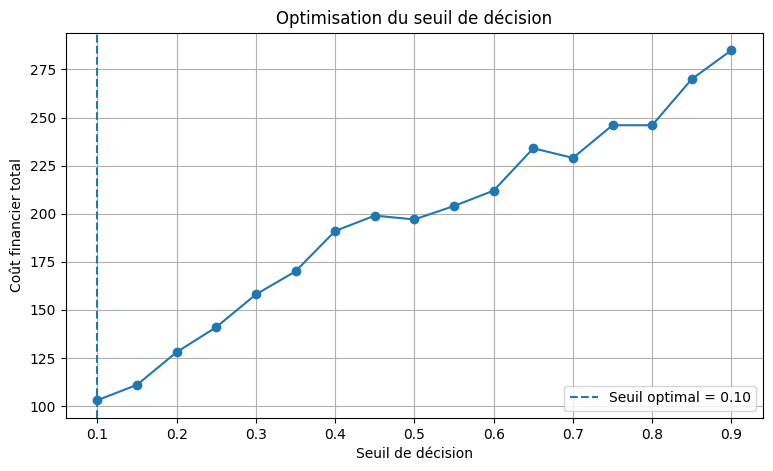 Optimisation du seuil de décision
Coût financier total
275
250
225
200
175
150
125
100
Seuil optimal = 0.10
0.1 0.2 0.3 0.4 0.5 0.6 0.7 0.8 0.9
Seuil de décision